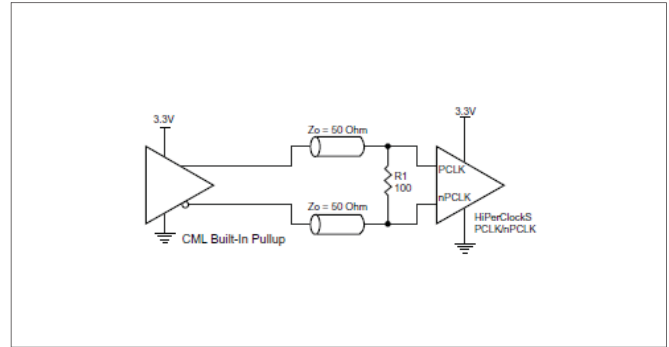 3.3V
3.3V
Zo = 50 Ohm
PCLK
R1
100
nPCLK
Zo = 50 Ohm
HiPerClockS
PCLK/nPCLK
CML Built-In Pullup